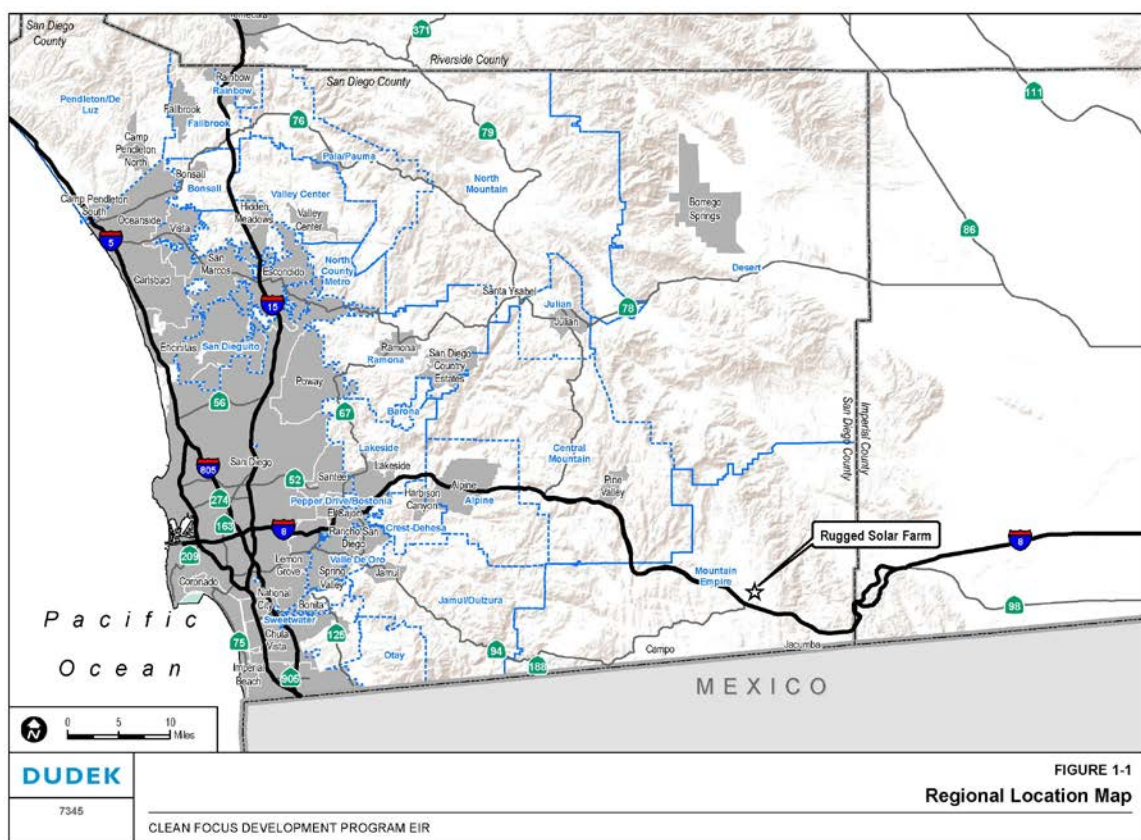 San Diego
County
371
Riverside County
San Diego County
111
Rainbow
Rainbow
Pendleton/De
Luz
Fallbrook
Fallbrook
Camp
Pendleton
North
76
79
Pala/Pauma
North
Mountain
Bonsall
Bonsall
Valley Center
Hidden
Meadows
Valley
Center
Borrego
Springs
86
Camp Pendleton
South
Oceanside
Vista
5
San
Marcos
Escondido
North
County
Metro
Desert
Carlsbad
15
Santa Ysabel
Julian
Julian
78
Encinitas
San Dieguito
Ramona
Ramona
San Diego
Country
Estates
Poway
56
67
Barona
Imperial County
San Diego County
Lakeside
Lakeside
Central
Mountain
805
San Diego
52
Santee
274
163
Pepper Drive/Bostonia
El Cajon
Harbison
Canyon
Alpine
Alpine
Pine
Valley
8
Rancho San
Diego
Crest-Dehesa
Rugged Solar Farm
8
209
Lemon
Grove
Spring
Valley
Valle De Oro
Jamul
Mountain
Empire
Coronado
National
City
Bonita
Sweetwater
Jamul/Dulzura
98
Pacific
Ocean
75
Chula
Vista
125
Otay
94
188
Campo
Jacumba
Imperial
Beach
905
MEXICO
0 5 10
Miles
N
DUDEK
7345
FIGURE 1-1
Regional Location Map
CLEAN FOCUS DEVELOPMENT PROGRAM EIR